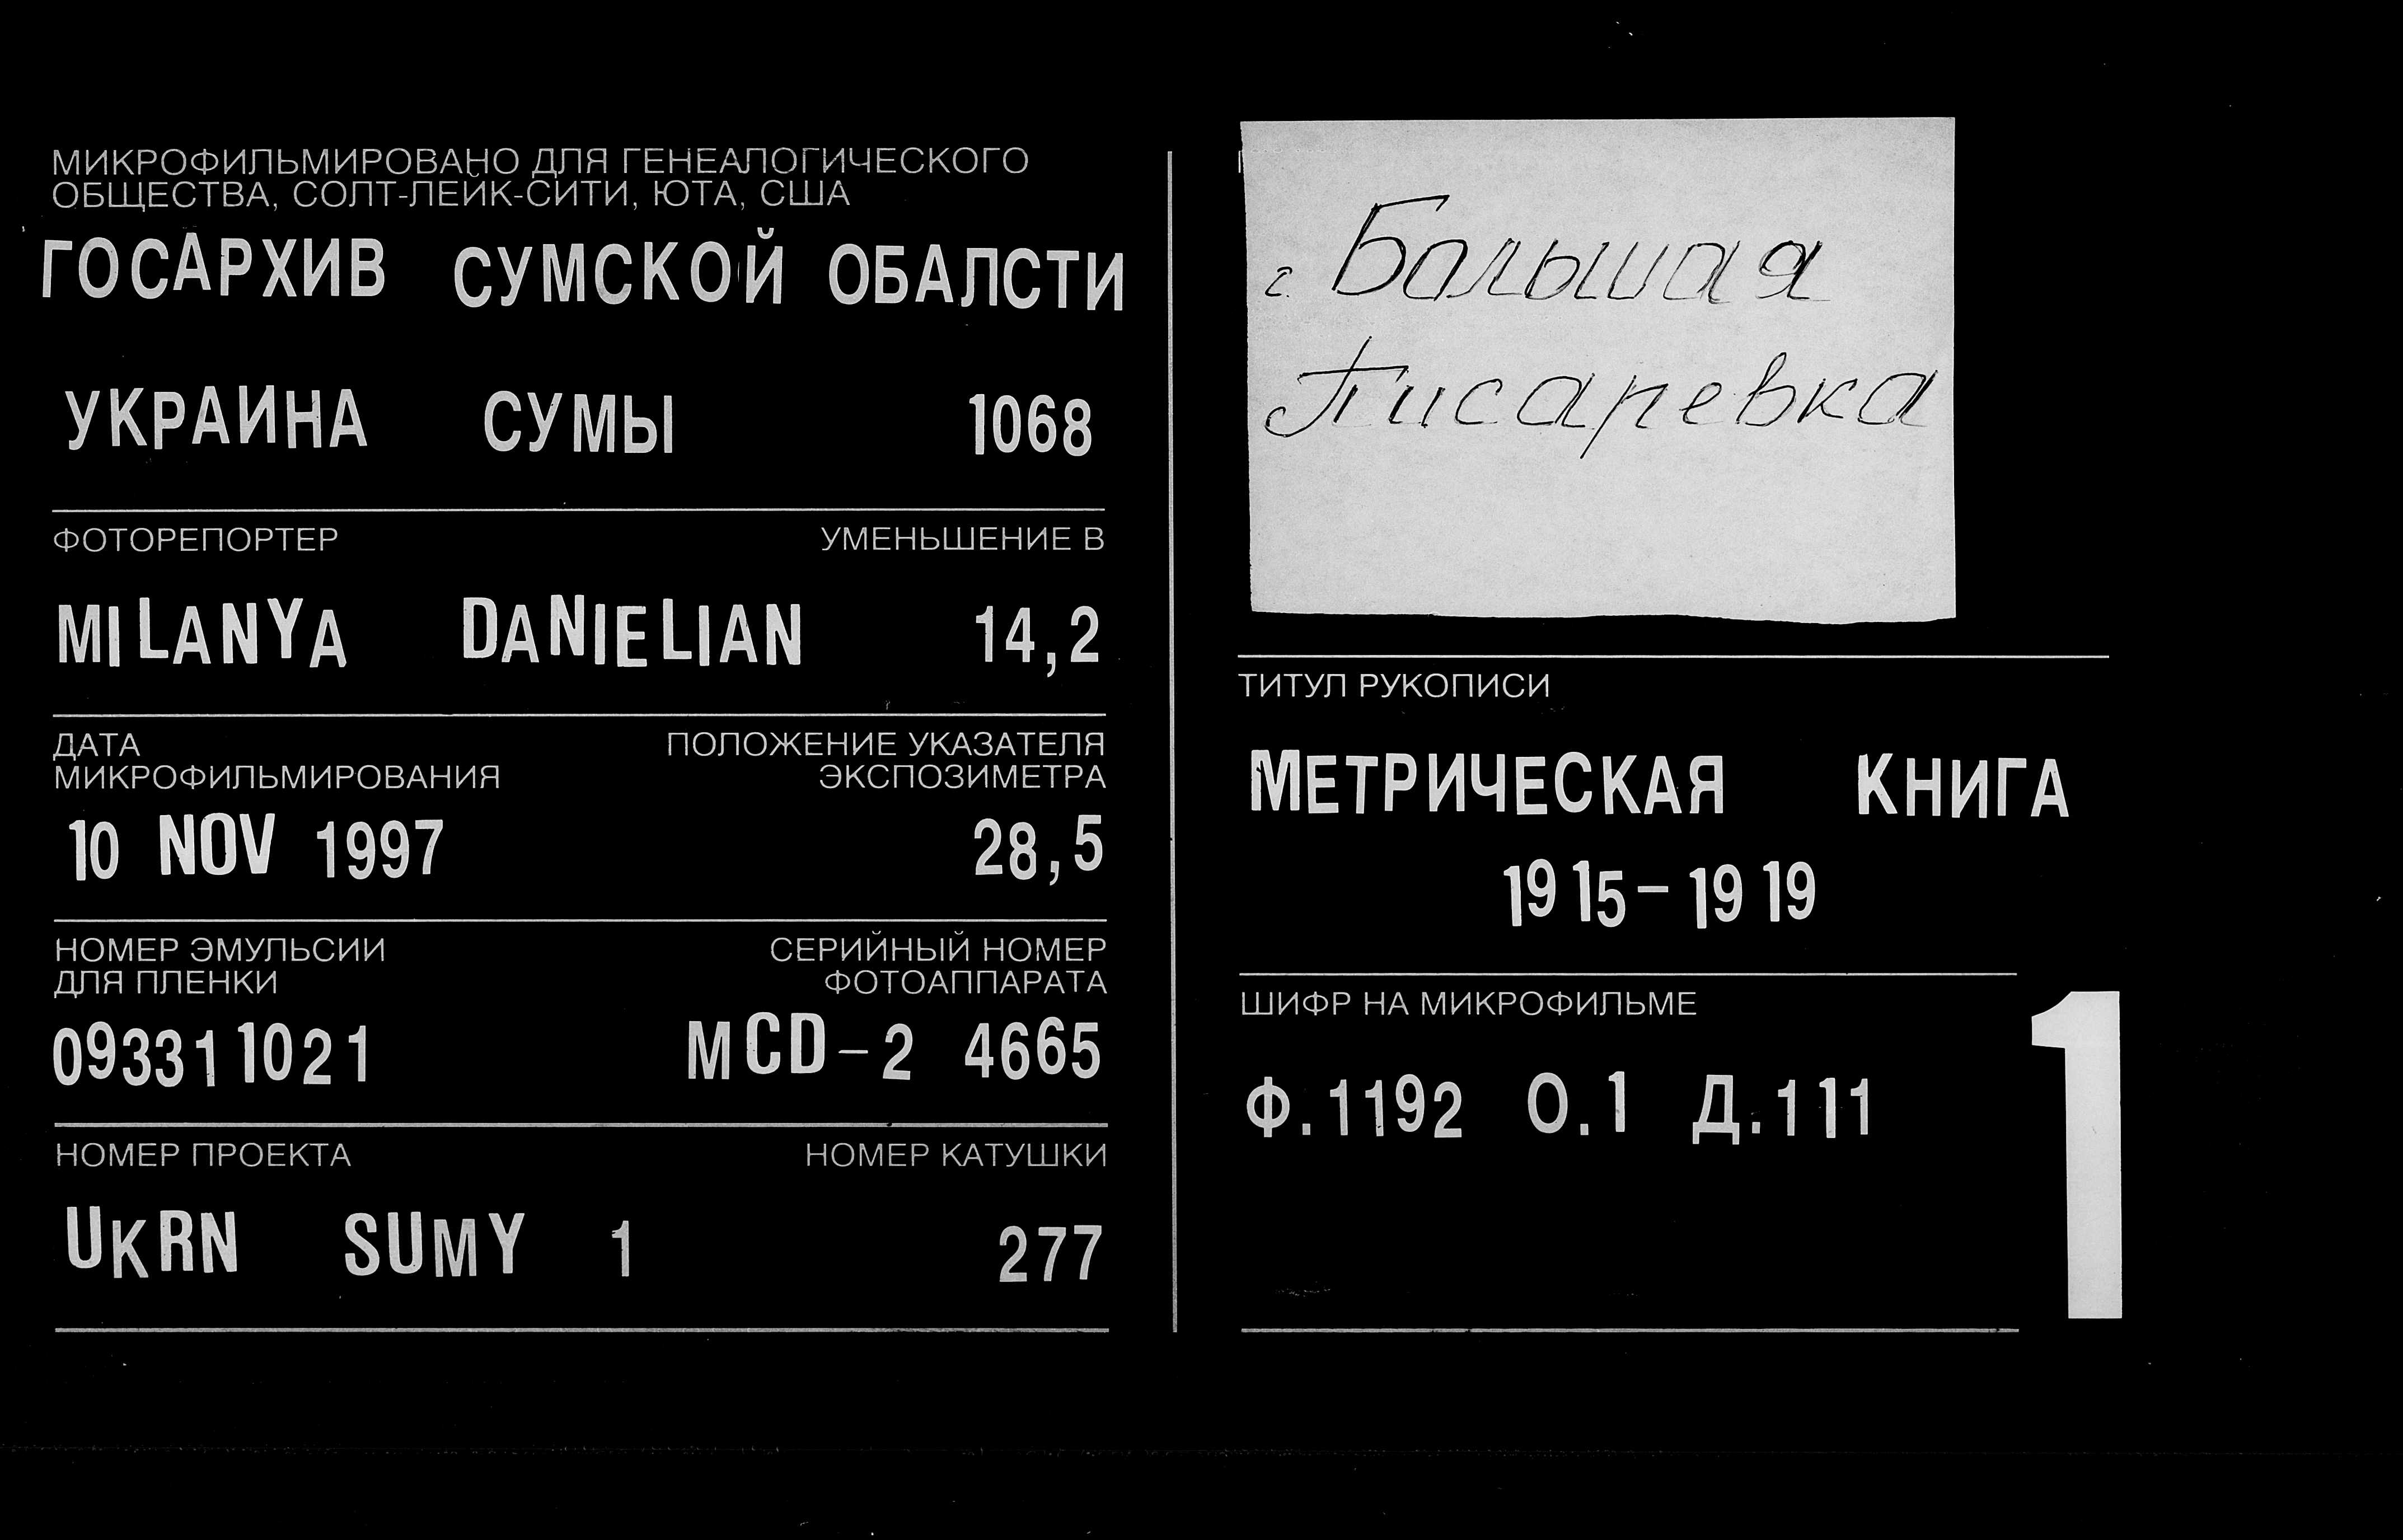 МИКРОФИЛЬМИРОВАНО ДЛЯ ГЕНЕАЛОГИЧЕСКОГО
ОБЩЕСТВА, СОЛТ-ЛЕЙК-СИТИ, ЮТА, США
ГОСАРХИВ СУМСКОЙ ОБАЛСТИ
УКРАИНА СУМЫ 1068
ФОТОРЕПОРТЕР УМЕНЬШЕНИЕ В
MILANYA DANIELIAN 14,2
ДАТА ПОЛОЖЕНИЕ УКАЗАТЕЛЯ
МИКРОФИЛЬМИРОВАНИЯ ЭКСПОЗИМЕТРА
10 NOV 1997 28,5
НОМЕР ЭМУЛЬСИИ СЕРИЙНЫЙ НОМЕР
ДЛЯ ПЛЕНКИ ФОТОАППАРАТА
093311021 MCD-2 4665
НОМЕР ПРОЕКТА НОМЕР КАТУШКИ
UKRN SUMY 1 277
с. Большая
Писаревка
ТИТУЛ РУКОПИСИ
МЕТРИЧЕСКАЯ КНИГА
1915-1919
ШИФР НА МИКРОФИЛЬМЕ
Ф.1192 О.1 Д.111
1